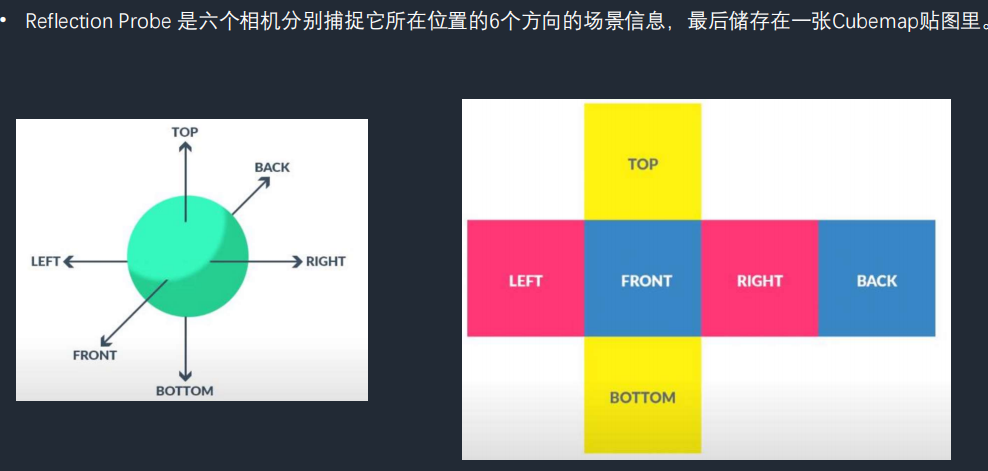 • Reflection Probe 是六个相机分别捕捉它所在位置的6个方向的场景信息，最后储存在一张Cubemap贴图里。
TOP
BACK
LEFT
RIGHT
FRONT
BOTTOM
TOP
LEFT FRONT RIGHT BACK
BOTTOM